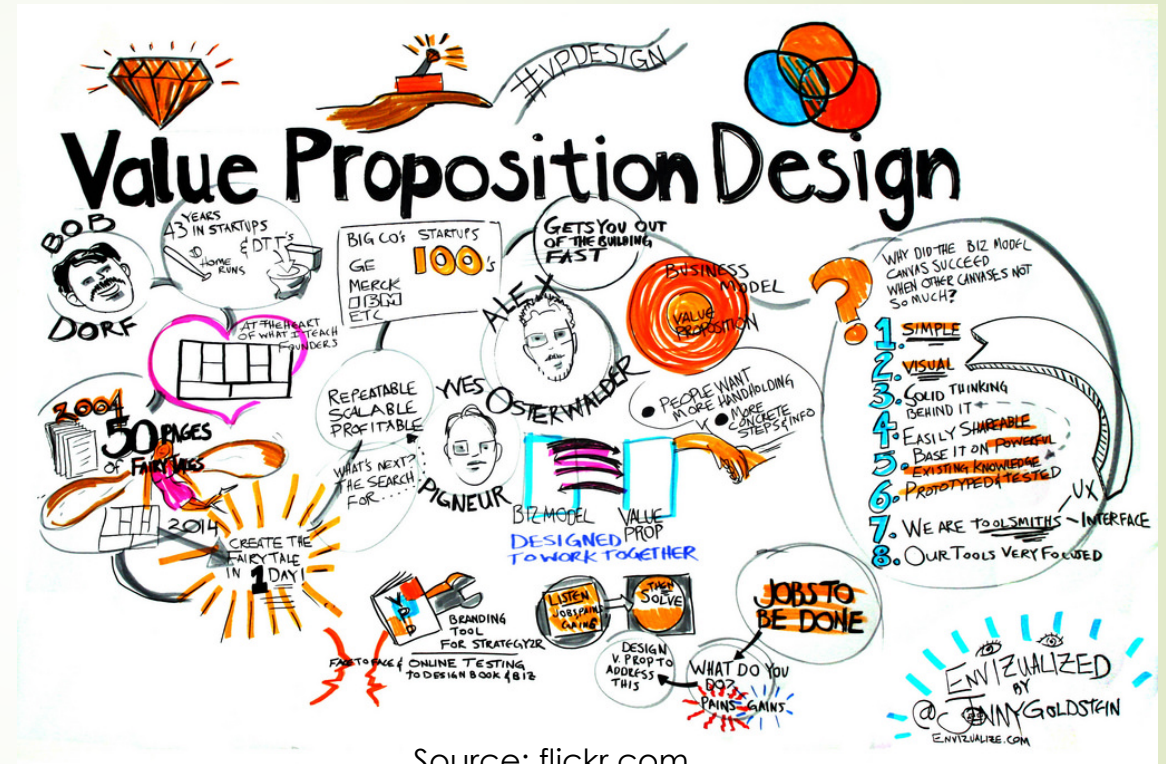 #VPDESIGN
Value Proposition Design
BOB
DORF
43 YEARS
IN STARTUPS
& DTT's
3D
HOME
RUNS
BIG CO's STARTUPS
100's
GE
MERCK
IBM
ETC
GETS YOU OUT
OF THE BUILDING
FAST
ALEX
OSTERWALDER
BUSINESS
MODEL
VALUE
PROPOSITION
WHY DID THE BIZ MODEL
CANVAS SUCCEED
WHEN OTHER CANVASES NOT
SO MUCH?
1. SIMPLE
2. VISUAL
3. SOLID THINKING
BEHIND IT
4. EASILY SHAREABLE
BASE IT ON POWERFUL
5. EXISTING KNOWLEDGE
6. PROTOTYPED & TESTED
7. WE ARE TOOLSMITHS ~ INTERFACE
UX
8. OUR TOOLS VERY FOCUSED
AT THE HEART
OF WHAT I TEACH
FOUNDERS
2004
50 PAGES
OF FAIRYTALES
2014
CREATE THE
FAIRYTALE
IN 1 DAY!
REPEATABLE
SCALABLE
PROFITABLE
WHAT'S NEXT?
THE SEARCH
FOR.....
YVES
PIGNEUR
PEOPLE WANT
MORE HANDHOLDING
MORE
CONCRETE
STEPS & INFO
BIZ MODEL
VALUE
PROP
DESIGNED
TO WORK TOGETHER
VPD
BRANDING
TOOL
FOR STRATEGYZR
FACE TO FACE & ONLINE TESTING
TO DESIGN BOOK & BIZ
LISTEN
JOBS, PAINS
GAINS
THEN
SOLVE
JOBS TO
BE DONE
WHAT DO YOU
DO?
PAINS GAINS
DESIGN
V. PROP TO
ADDRESS
THIS
ENVIZUALIZED
BY
@JENNYGOLDSTEIN
ENVIZUALIZE.COM
Source: flickr.com